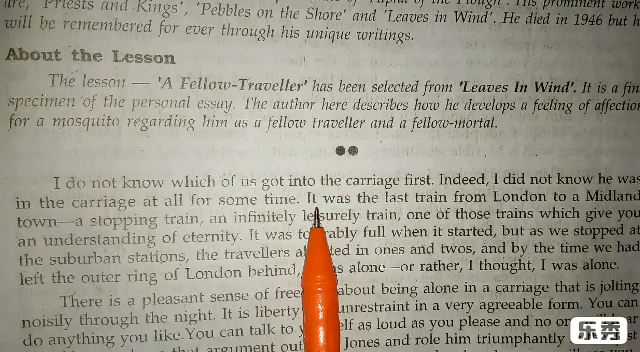 'Priests and Kings', 'Pebbles on the Shore' and 'Leaves in Wind'. He died in 1946 but h
will be remembered for ever through his unique writings.
About the Lesson
The lesson — 'A Fellow-Traveller' has been selected from 'Leaves In Wind'. It is a fin
specimen of the personal essay. The author here describes how he develops a feeling of affection
for a mosquito regarding him as a fellow traveller and a fellow-mortal.
I do not know which of us got into the carriage first. Indeed, I did not know he was
in the carriage at all for some time. It was the last train from London to a Midland
town—a stopping train, an infinitely leisurely train, one of those trains which give you
an understanding of eternity. It was rably full when it started, but as we stopped at
the suburban stations, the travellers al ted in ones and twos, and by the time we had
left the outer ring of London behind, s alone—or rather, I thought, I was alone.
There is a pleasant sense of free about being alone in a carriage that is jolting
noisily through the night. It is liberty unrestraint in a very agreeable form. You can
do anything you like. You can talk to elf as loud as you please and no on
that argument out Jones and role him triumphantly
乐秀